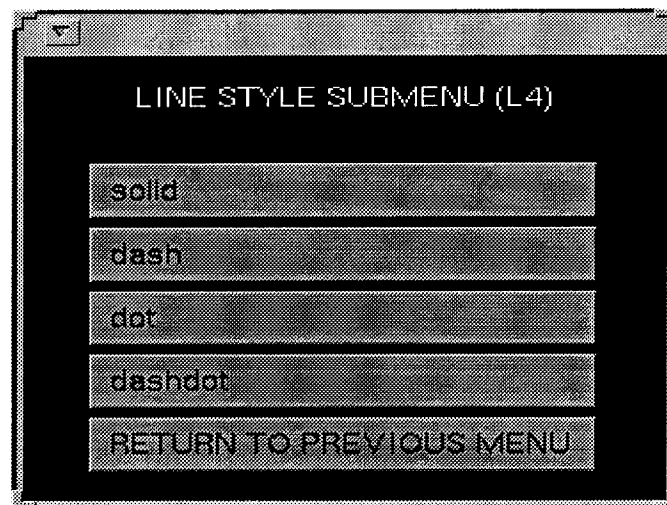 LINE STYLE SUBMENU (L4)
solid
dash
dot
dashdot
RETURN TO PREVIOUS MENU